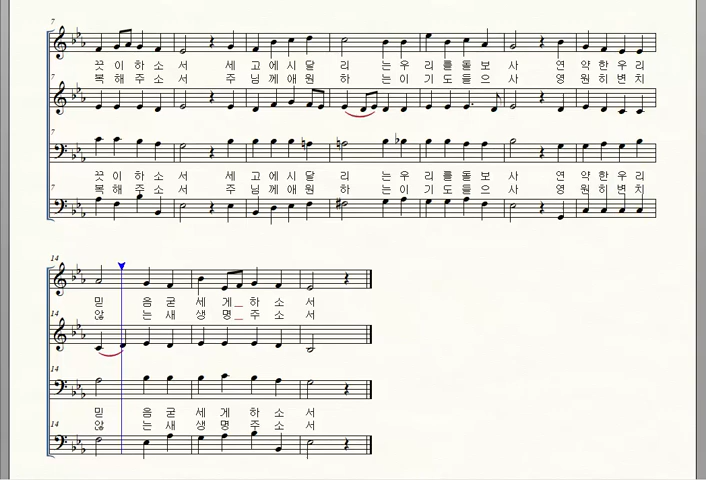 7
끗 이 하 소 서 세 고 에 시 달 리 는 우 리 를 돌 보 사 연 약 한 우 리
복 해 주 소 서 주 님 께 애 원 하 는 이 기 도 들 으 사 영 원 히 변 치
7
7
끗 이 하 소 서 세 고 에 시 달 리 는 우 리 를 돌 보 사 연 약 한 우 리
복 해 주 소 서 주 님 께 애 원 하 는 이 기 도 들 으 사 영 원 히 변 치
7
14
믿 음 굳 세 게_ 하 소 서
않 는 새 생 명_ 주 소 서
14
14
믿 음 굳 세 게 하 소 서
않 는 새 생 명 주 소 서
14